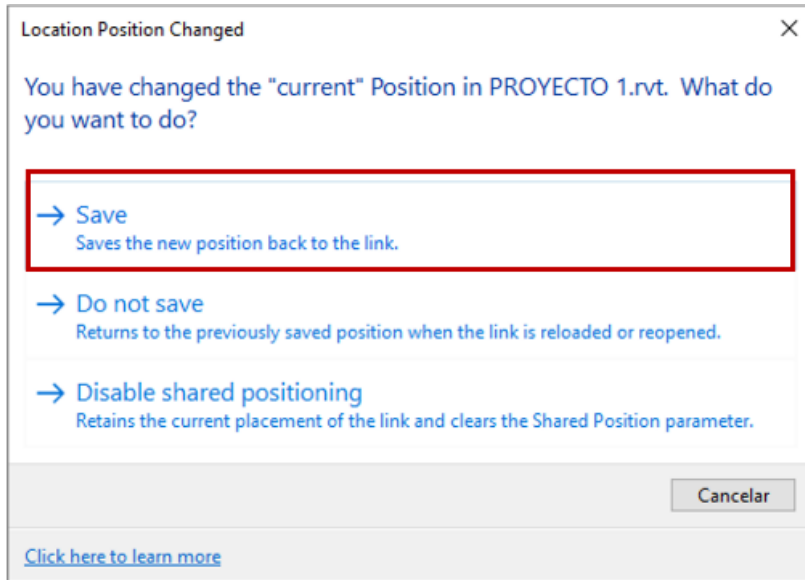 Location Position Changed
You have changed the "current" Position in PROYECTO 1.rvt. What do
you want to do?
Save
Saves the new position back to the link.
Do not save
Returns to the previously saved position when the link is reloaded or reopened.
Disable shared positioning
Retains the current placement of the link and clears the Shared Position parameter.
Cancelar
Click here to learn more